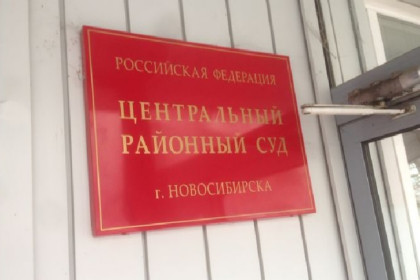 РОССИЙСКАЯ ФЕДЕРАЦИЯ
ЦЕНТРАЛЬНЫЙ
РАЙОННЫЙ СУД
г. НОВОСИБИРСКА